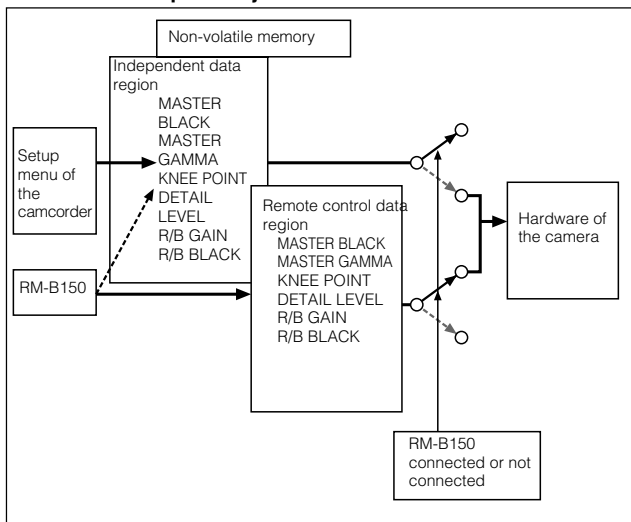 Non-volatile memory
Independent data
region
MASTER
BLACK
MASTER
GAMMA
KNEE POINT
DETAIL
LEVEL
R/B GAIN
R/B BLACK
Setup
menu of
the
camcorder
RM-B150
Remote control data
region
MASTER BLACK
MASTER GAMMA
KNEE POINT
DETAIL LEVEL
R/B GAIN
R/B BLACK
Hardware of
the camera
RM-B150
connected or not
connected